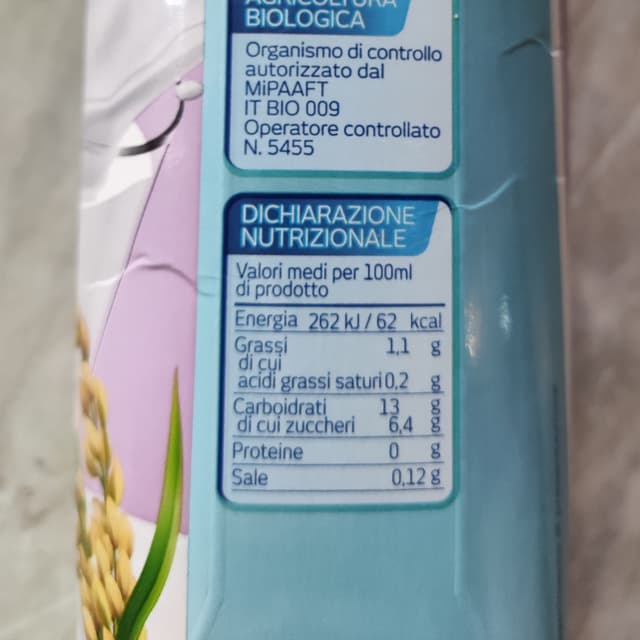 AGRICOLTURA
BIOLOGICA
Organismo di controllo
autorizzato dal
MiPAAFT
IT BIO 009
Operatore controllato
N. 5455
DICHIARAZIONE
NUTRIZIONALE
Valori medi per 100ml
di prodotto
Energia 262 kJ / 62 kcal
Grassi 1,1 g
di cui
acidi grassi saturi 0,2 g
Carboidrati 13 g
di cui zuccheri 6,4 g
Proteine 0 g
Sale 0,12 g